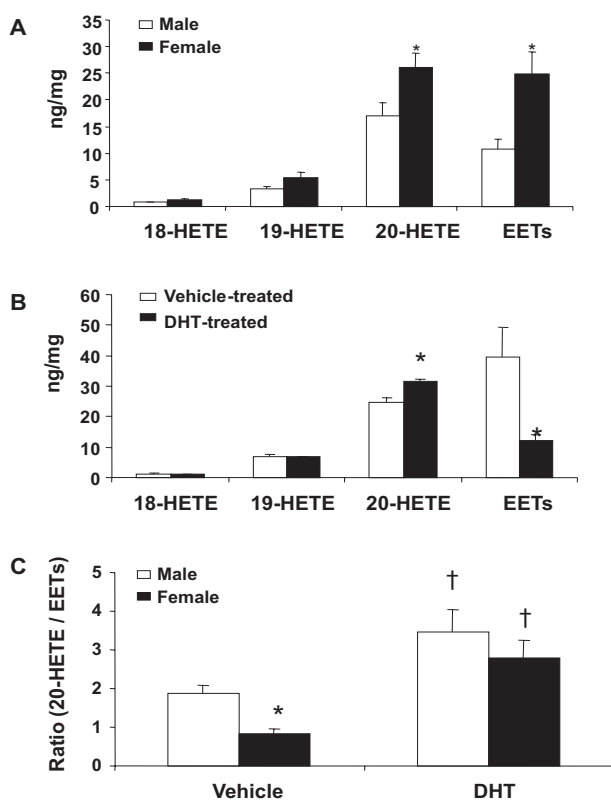 A
Male
Female
ng/mg
35
30
25
20
15
10
5
0
* *
18-HETE 19-HETE 20-HETE EETs
B
Vehicle-treated
DHT-treated
ng/mg
60
50
40
30
20
10
0
* *
18-HETE 19-HETE 20-HETE EETs
C
Male
Female
Ratio (20-HETE / EETs)
5
4
3
2
1
0
* † †
Vehicle DHT